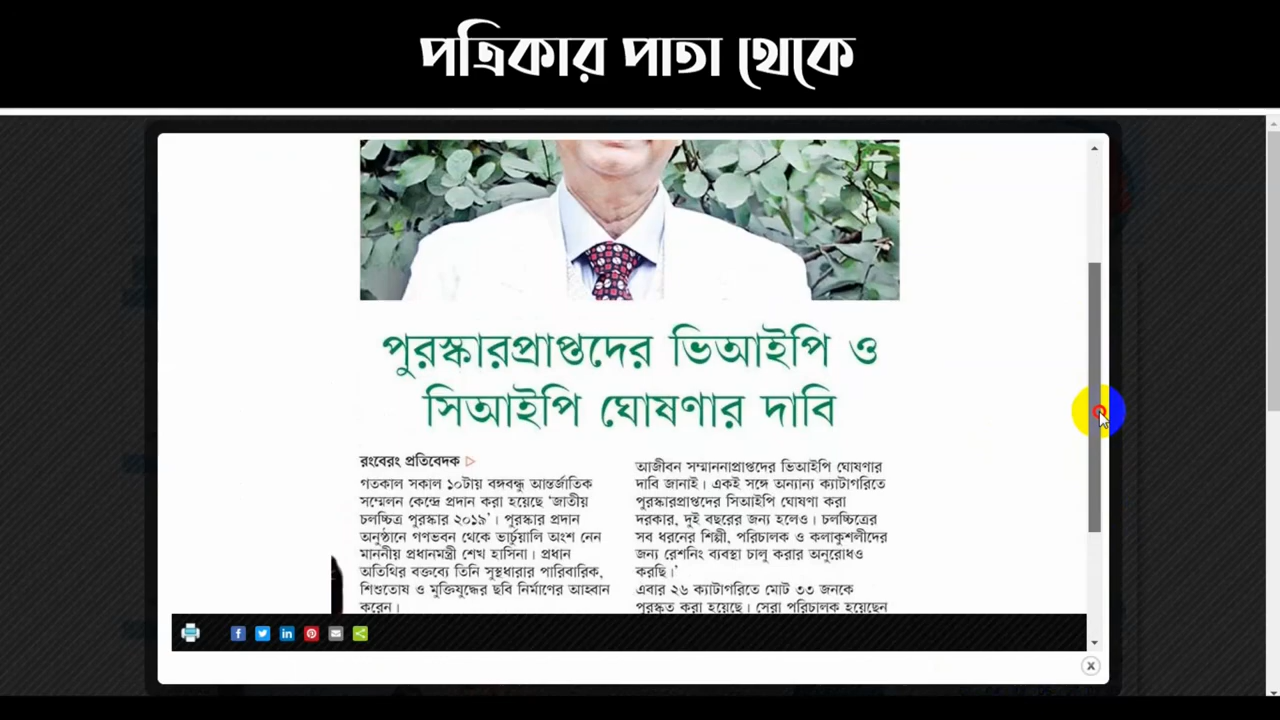 পত্রিকার পাতা থেকে
পুরস্কারপ্রাপ্তদের ভিআইপি ও
সিআইপি ঘোষণার দাবি
রংবেরং প্রতিবেদক
গতকাল সকাল ১০টায় বঙ্গবন্ধু আন্তর্জাতিক
সম্মেলন কেন্দ্রে প্রদান করা হয়েছে ‘জাতীয়
চলচ্চিত্র পুরস্কার ২০১৯’। পুরস্কার প্রদান
অনুষ্ঠানে গণভবন থেকে ভার্চুয়ালি অংশ নেন
মাননীয় প্রধানমন্ত্রী শেখ হাসিনা। প্রধান
অতিথির বক্তব্যে তিনি সুস্থধারার পারিবারিক,
শিশুতোষ ও মুক্তিযুদ্ধের ছবি নির্মাণের আহ্বান
করেন।
আজীবন সম্মাননাপ্রাপ্তদের ভিআইপি ঘোষণার
দাবি জানাই। একই সঙ্গে অন্যান্য ক্যাটাগরিতে
পুরস্কারপ্রাপ্তদের সিআইপি ঘোষণা করা
দরকার, দুই বছরের জন্য হলেও। চলচ্চিত্রের
সব ধরনের শিল্পী, পরিচালক ও কলাকুশলীদের
জন্য রেশনিং ব্যবস্থা চালু করার অনুরোধও
করছি।’
এবার ২৬ ক্যাটাগরিতে মোট ৩৩ জনকে
পুরস্কৃত করা হয়েছে। সেরা পরিচালক হয়েছেন